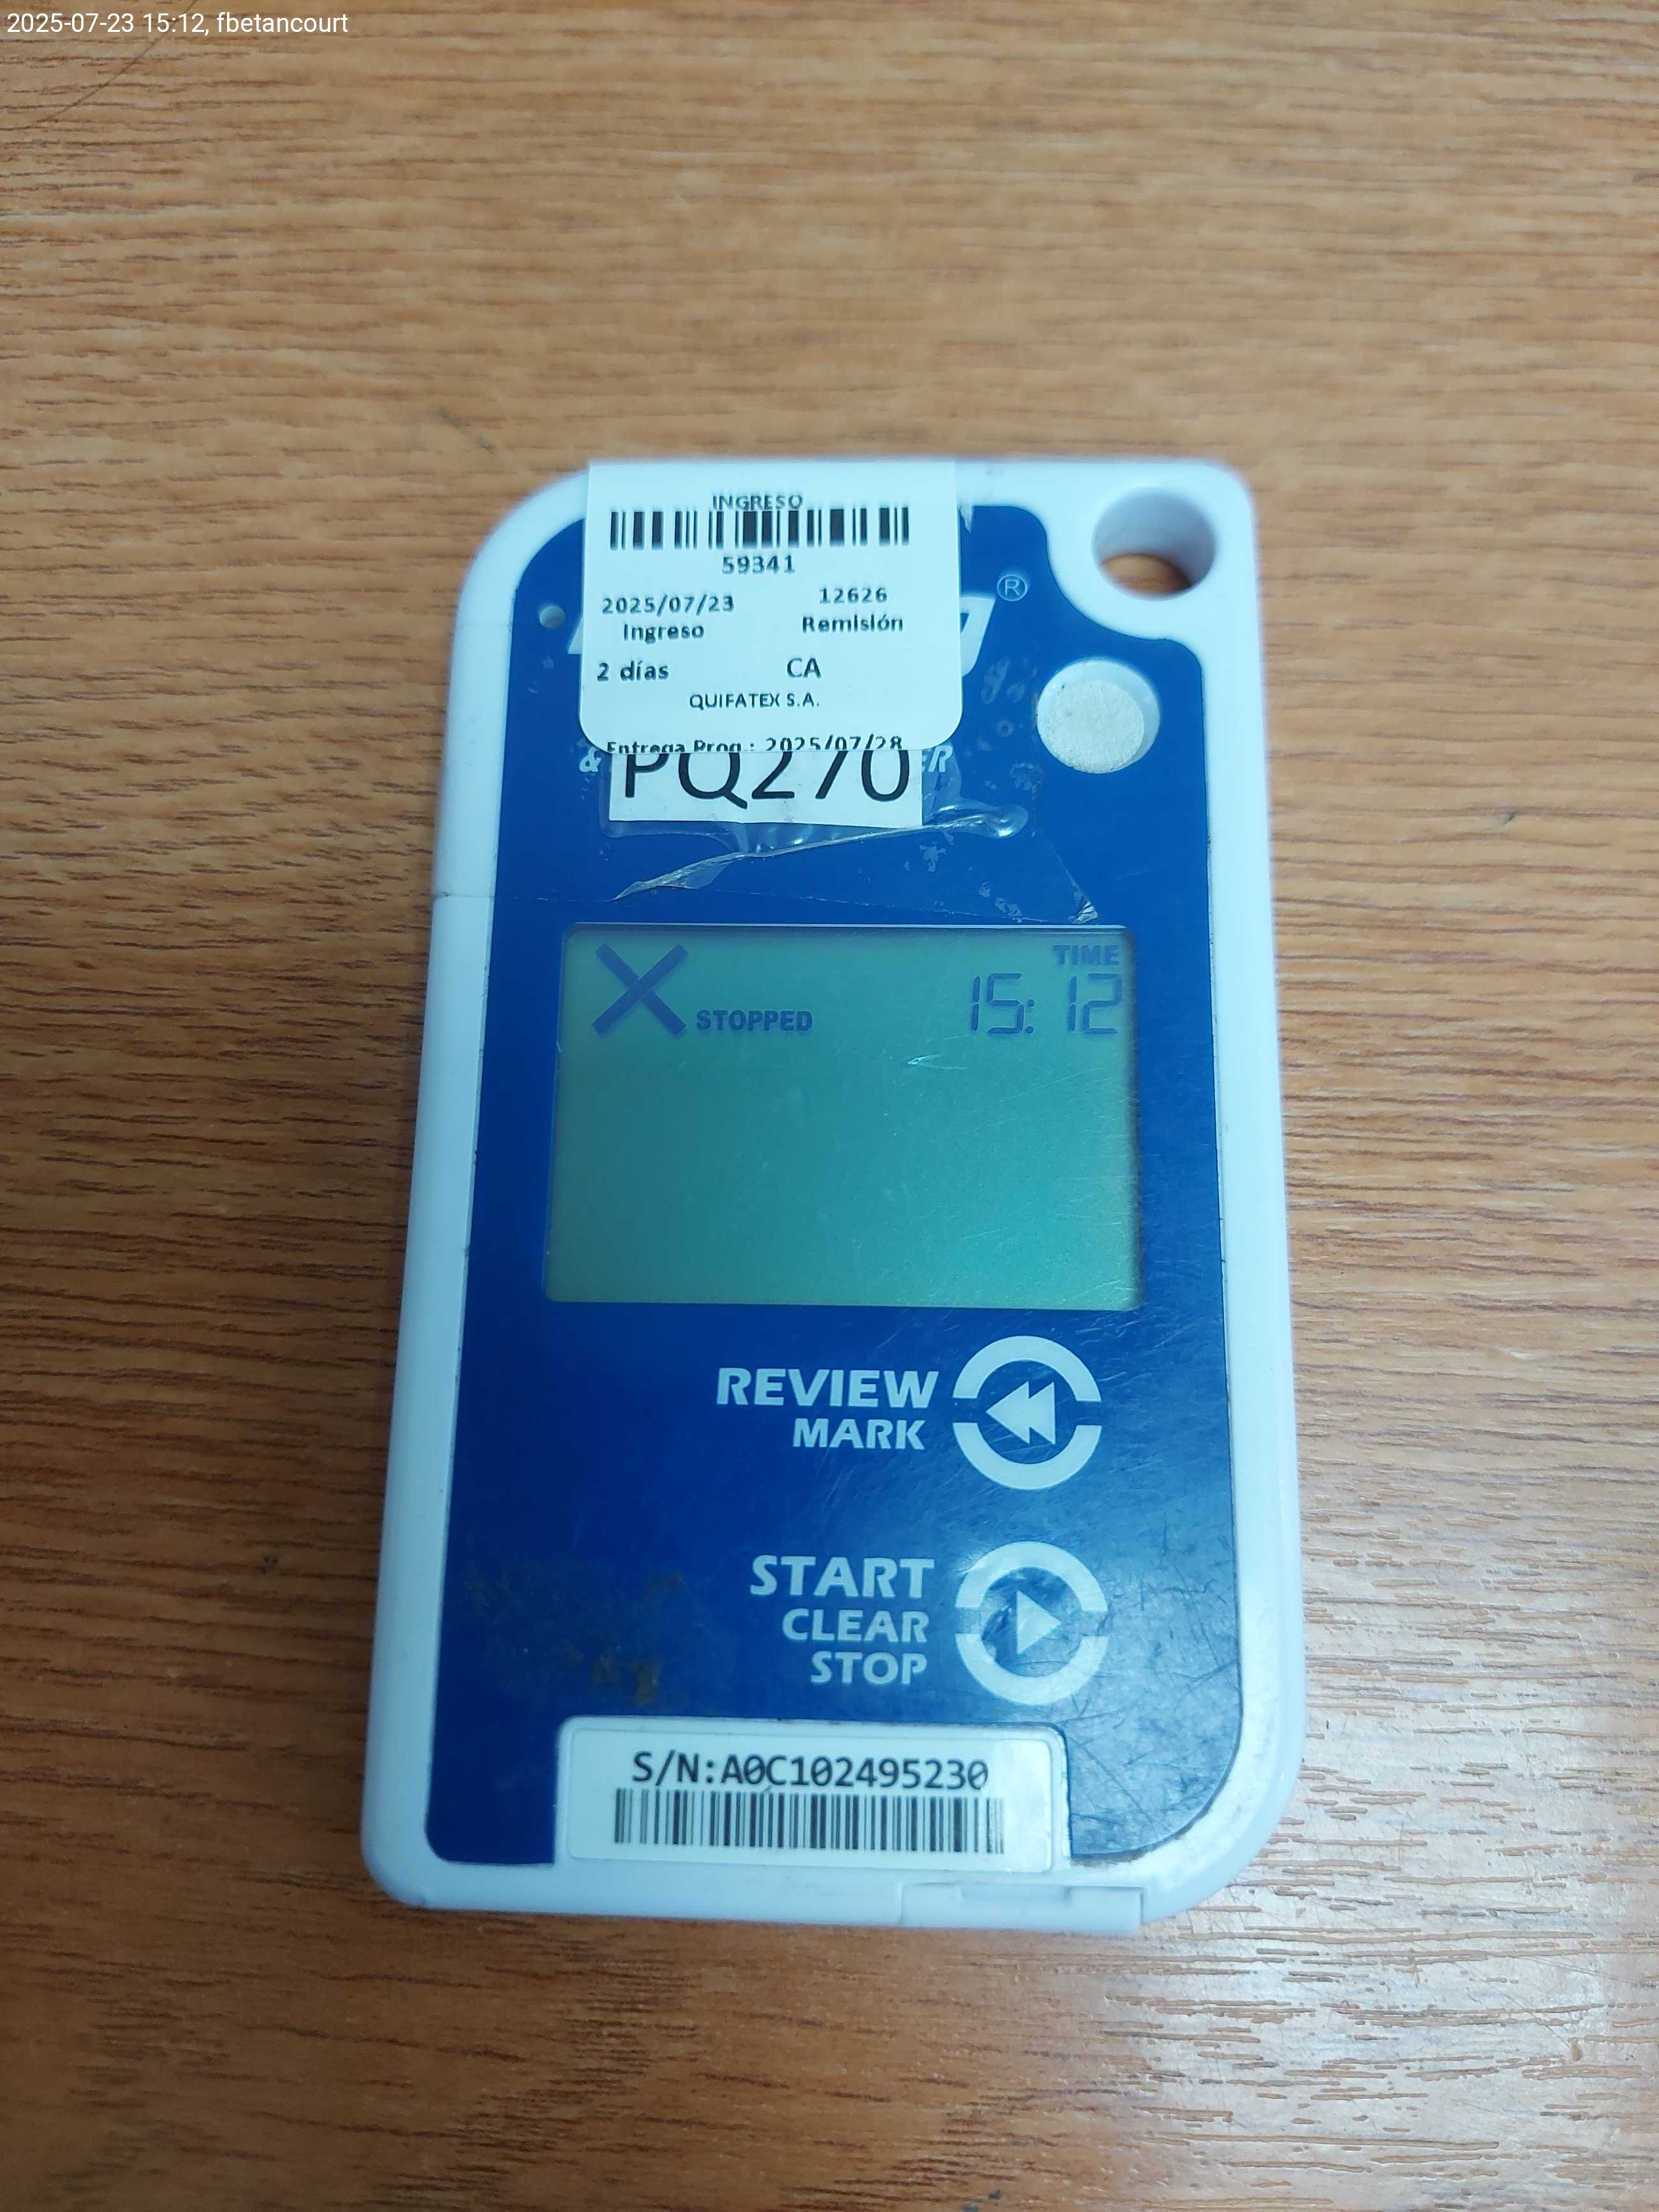 2025-07-23 15:12, fbetancourt
INGRESO
59341
2025/07/23 12626
Ingreso Remisión
2 días CA
QUIFATEX S.A.
Entrega Prog.: 2025/07/28
®
&
PQ270
TIME
STOPPED 15:12
REVIEW
MARK
START
CLEAR
STOP
S/N:A0C102495230